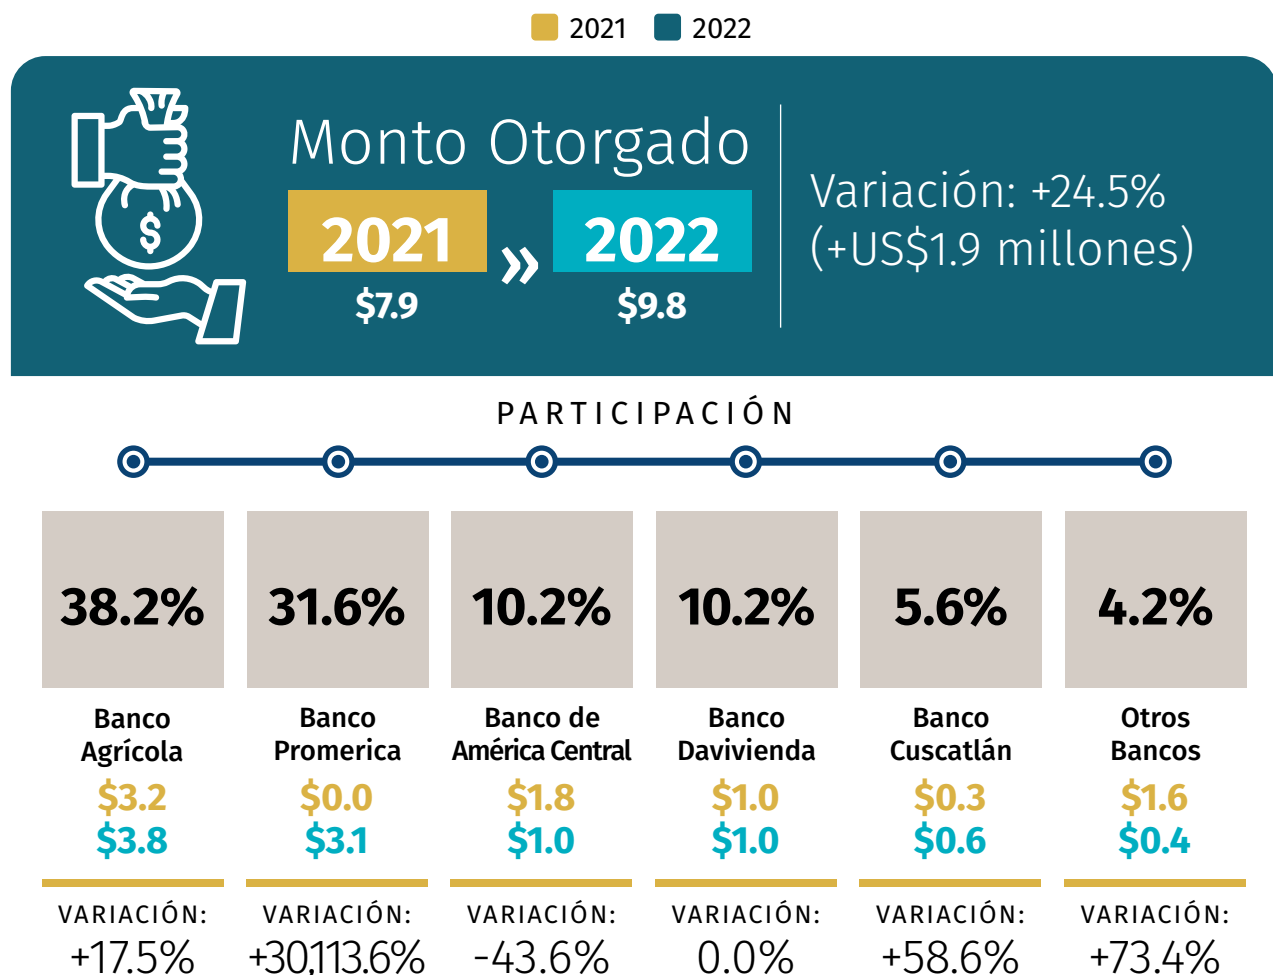 2021 2022
Monto Otorgado
2021 » 2022
$7.9 $9.8
Variación: +24.5%
(+US$1.9 millones)
$
PARTICIPACIÓN
38.2% 31.6% 10.2% 10.2% 5.6% 4.2%
Banco Banco Banco de Banco Banco Otros
Agrícola Promerica América Central Davivienda Cuscatlán Bancos
$3.2 $0.0 $1.8 $1.0 $0.3 $1.6
$3.8 $3.1 $1.0 $1.0 $0.6 $0.4
VARIACIÓN: VARIACIÓN: VARIACIÓN: VARIACIÓN: VARIACIÓN: VARIACIÓN:
+17.5% +30,113.6% -43.6% 0.0% +58.6% +73.4%